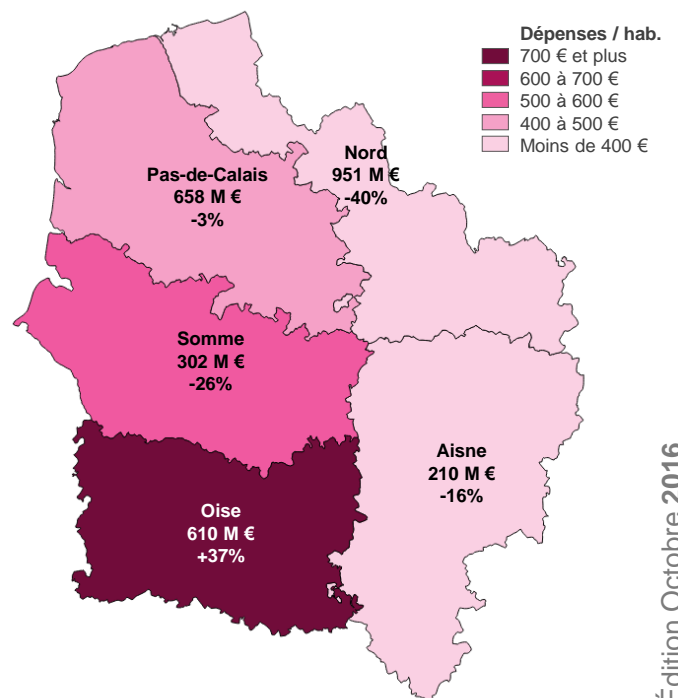 Dépenses / hab.
700 € et plus
600 à 700 €
500 à 600 €
400 à 500 €
Moins de 400 €
Nord
951 M €
-40%
Pas-de-Calais
658 M €
-3%
Somme
302 M €
-26%
Aisne
210 M €
-16%
Oise
610 M €
+37%
Édition Octobre 2016